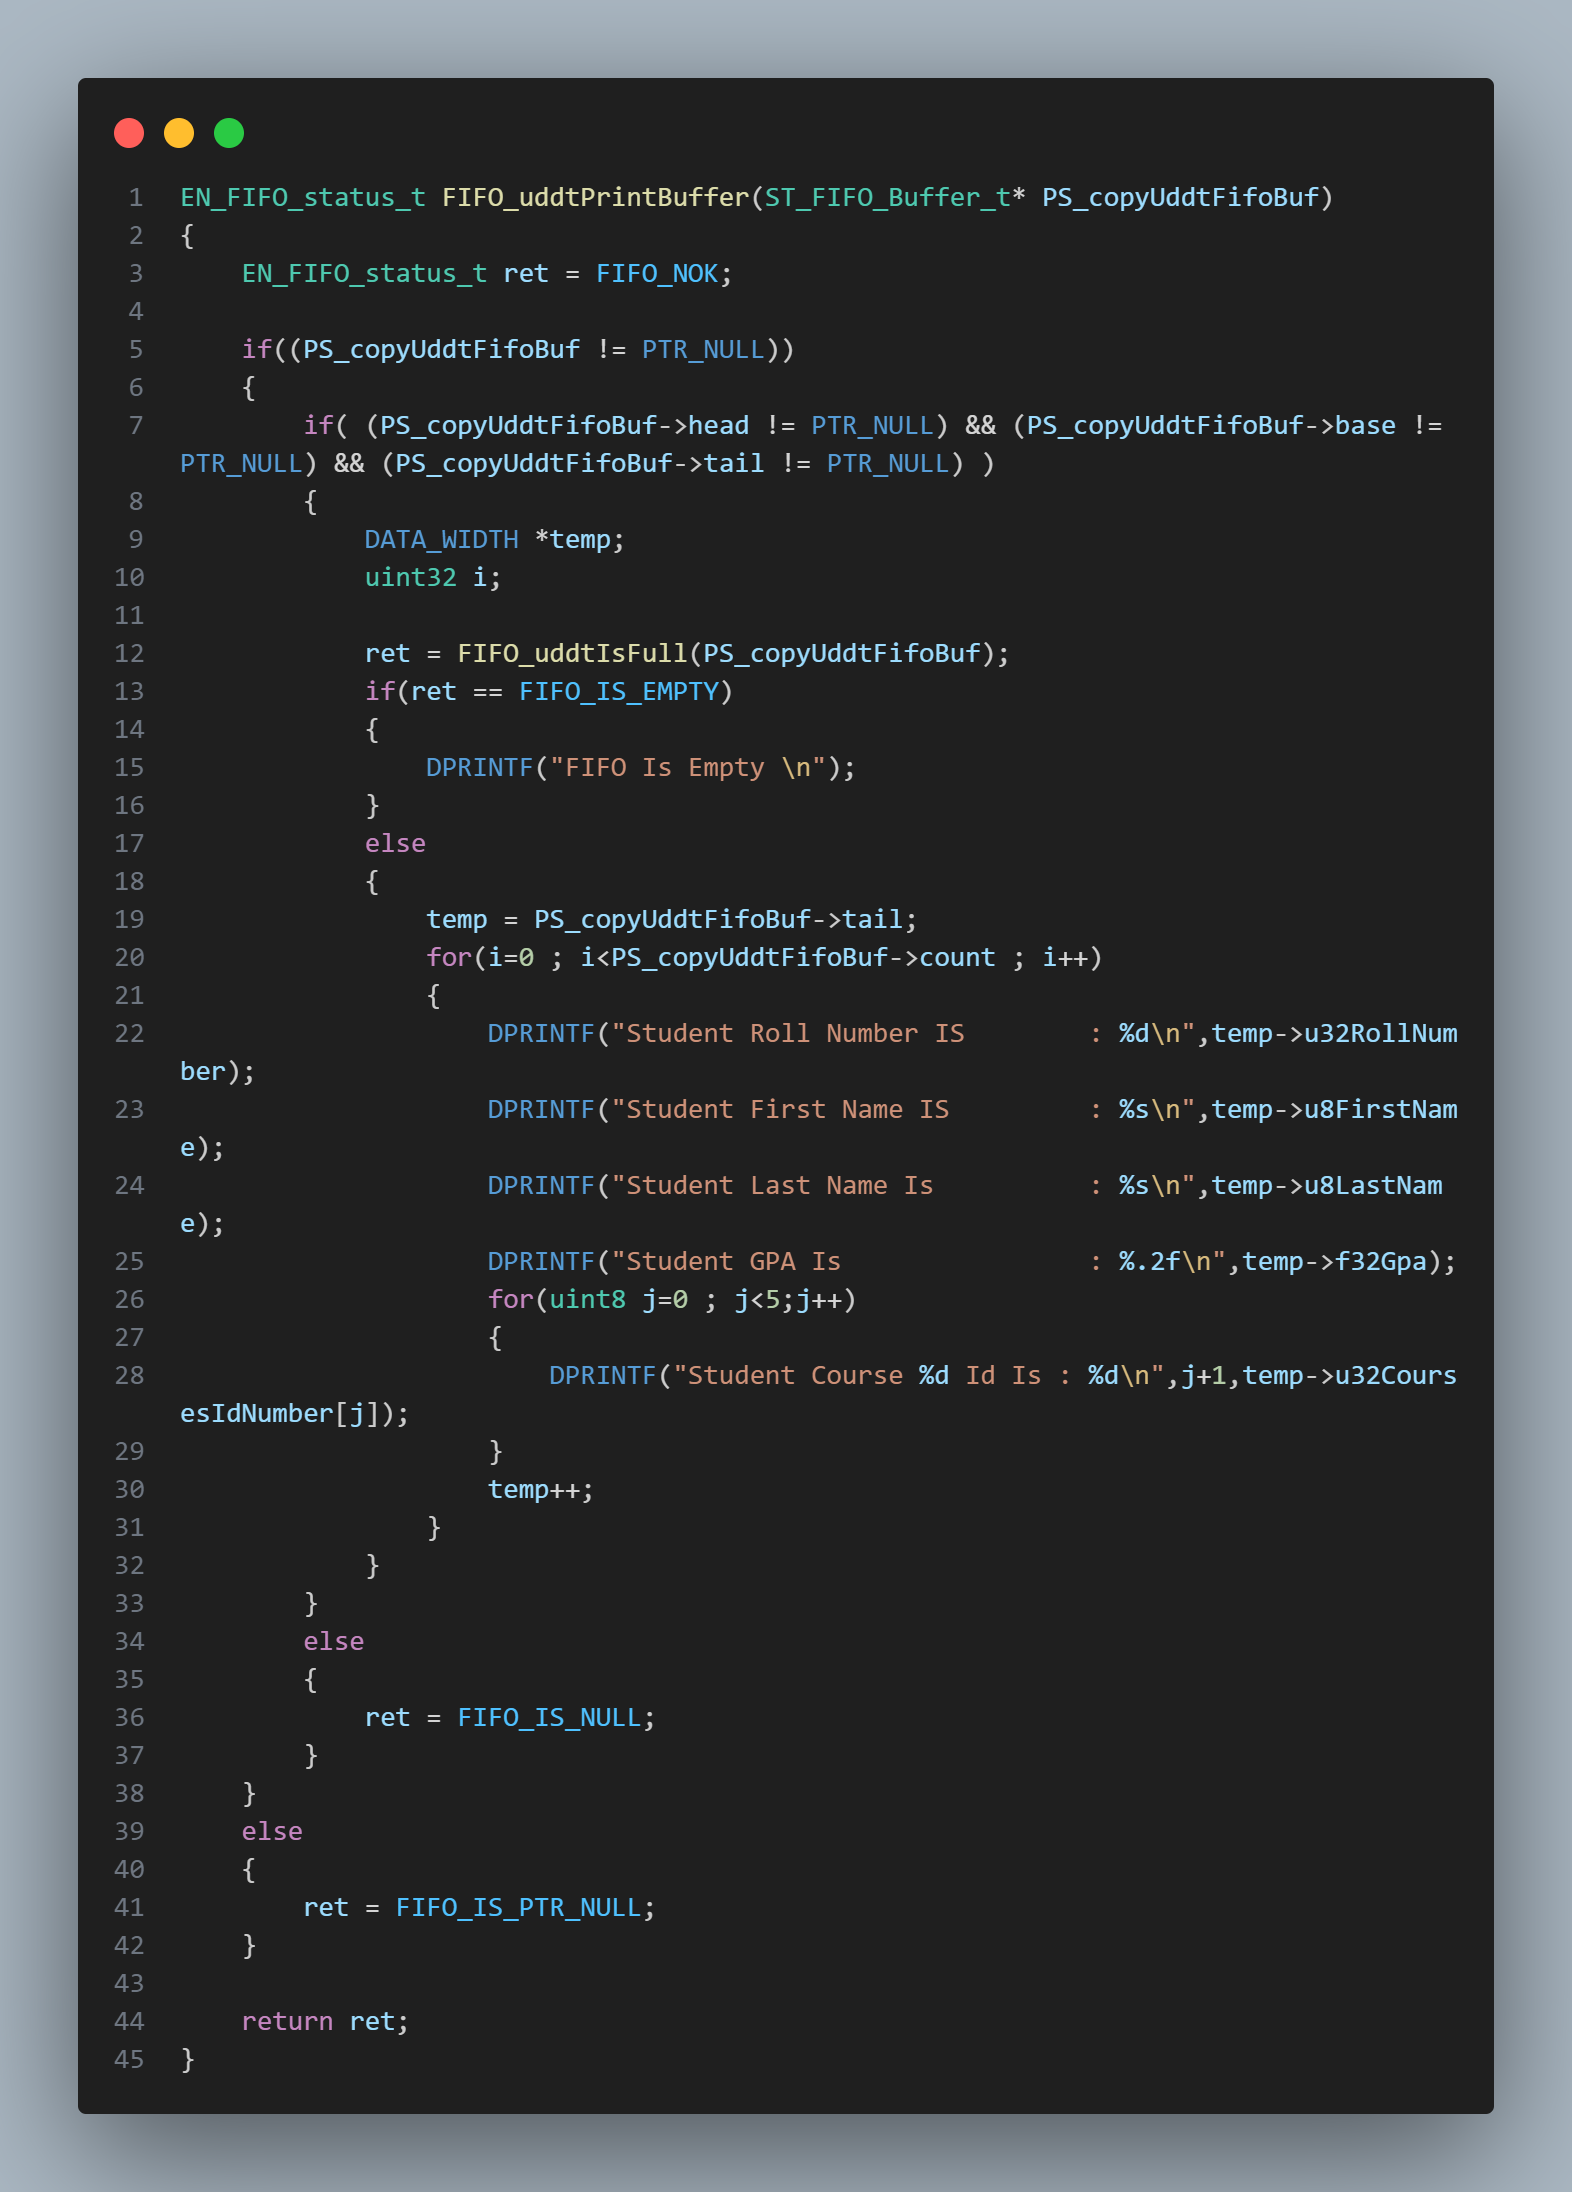 1 EN_FIFO_status_t FIFO_uddtPrintBuffer(ST_FIFO_Buffer_t* PS_copyUddtFifoBuf)
2 {
3     EN_FIFO_status_t ret = FIFO_NOK;
4
5     if((PS_copyUddtFifoBuf != PTR_NULL))
6     {
7         if( (PS_copyUddtFifoBuf->head != PTR_NULL) && (PS_copyUddtFifoBuf->base !=
PTR_NULL) && (PS_copyUddtFifoBuf->tail != PTR_NULL) )
8         {
9             DATA_WIDTH *temp;
10             uint32 i;
11
12             ret = FIFO_uddtIsFull(PS_copyUddtFifoBuf);
13             if(ret == FIFO_IS_EMPTY)
14             {
15                 DPRINTF("FIFO Is Empty \n");
16             }
17             else
18             {
19                 temp = PS_copyUddtFifoBuf->tail;
20                 for(i=0 ; i<PS_copyUddtFifoBuf->count ; i++)
21                 {
22                     DPRINTF("Student Roll Number IS        : %d\n",temp->u32RollNum
ber);
23                     DPRINTF("Student First Name IS         : %s\n",temp->u8FirstNam
e);
24                     DPRINTF("Student Last Name Is          : %s\n",temp->u8LastNam
e);
25                     DPRINTF("Student GPA Is                : %.2f\n",temp->f32Gpa);
26                     for(uint8 j=0 ; j<5;j++)
27                     {
28                         DPRINTF("Student Course %d Id Is : %d\n",j+1,temp->u32Cours
esIdNumber[j]);
29                     }
30                     temp++;
31                 }
32             }
33         }
34         else
35         {
36             ret = FIFO_IS_NULL;
37         }
38     }
39     else
40     {
41         ret = FIFO_IS_PTR_NULL;
42     }
43
44     return ret;
45 }